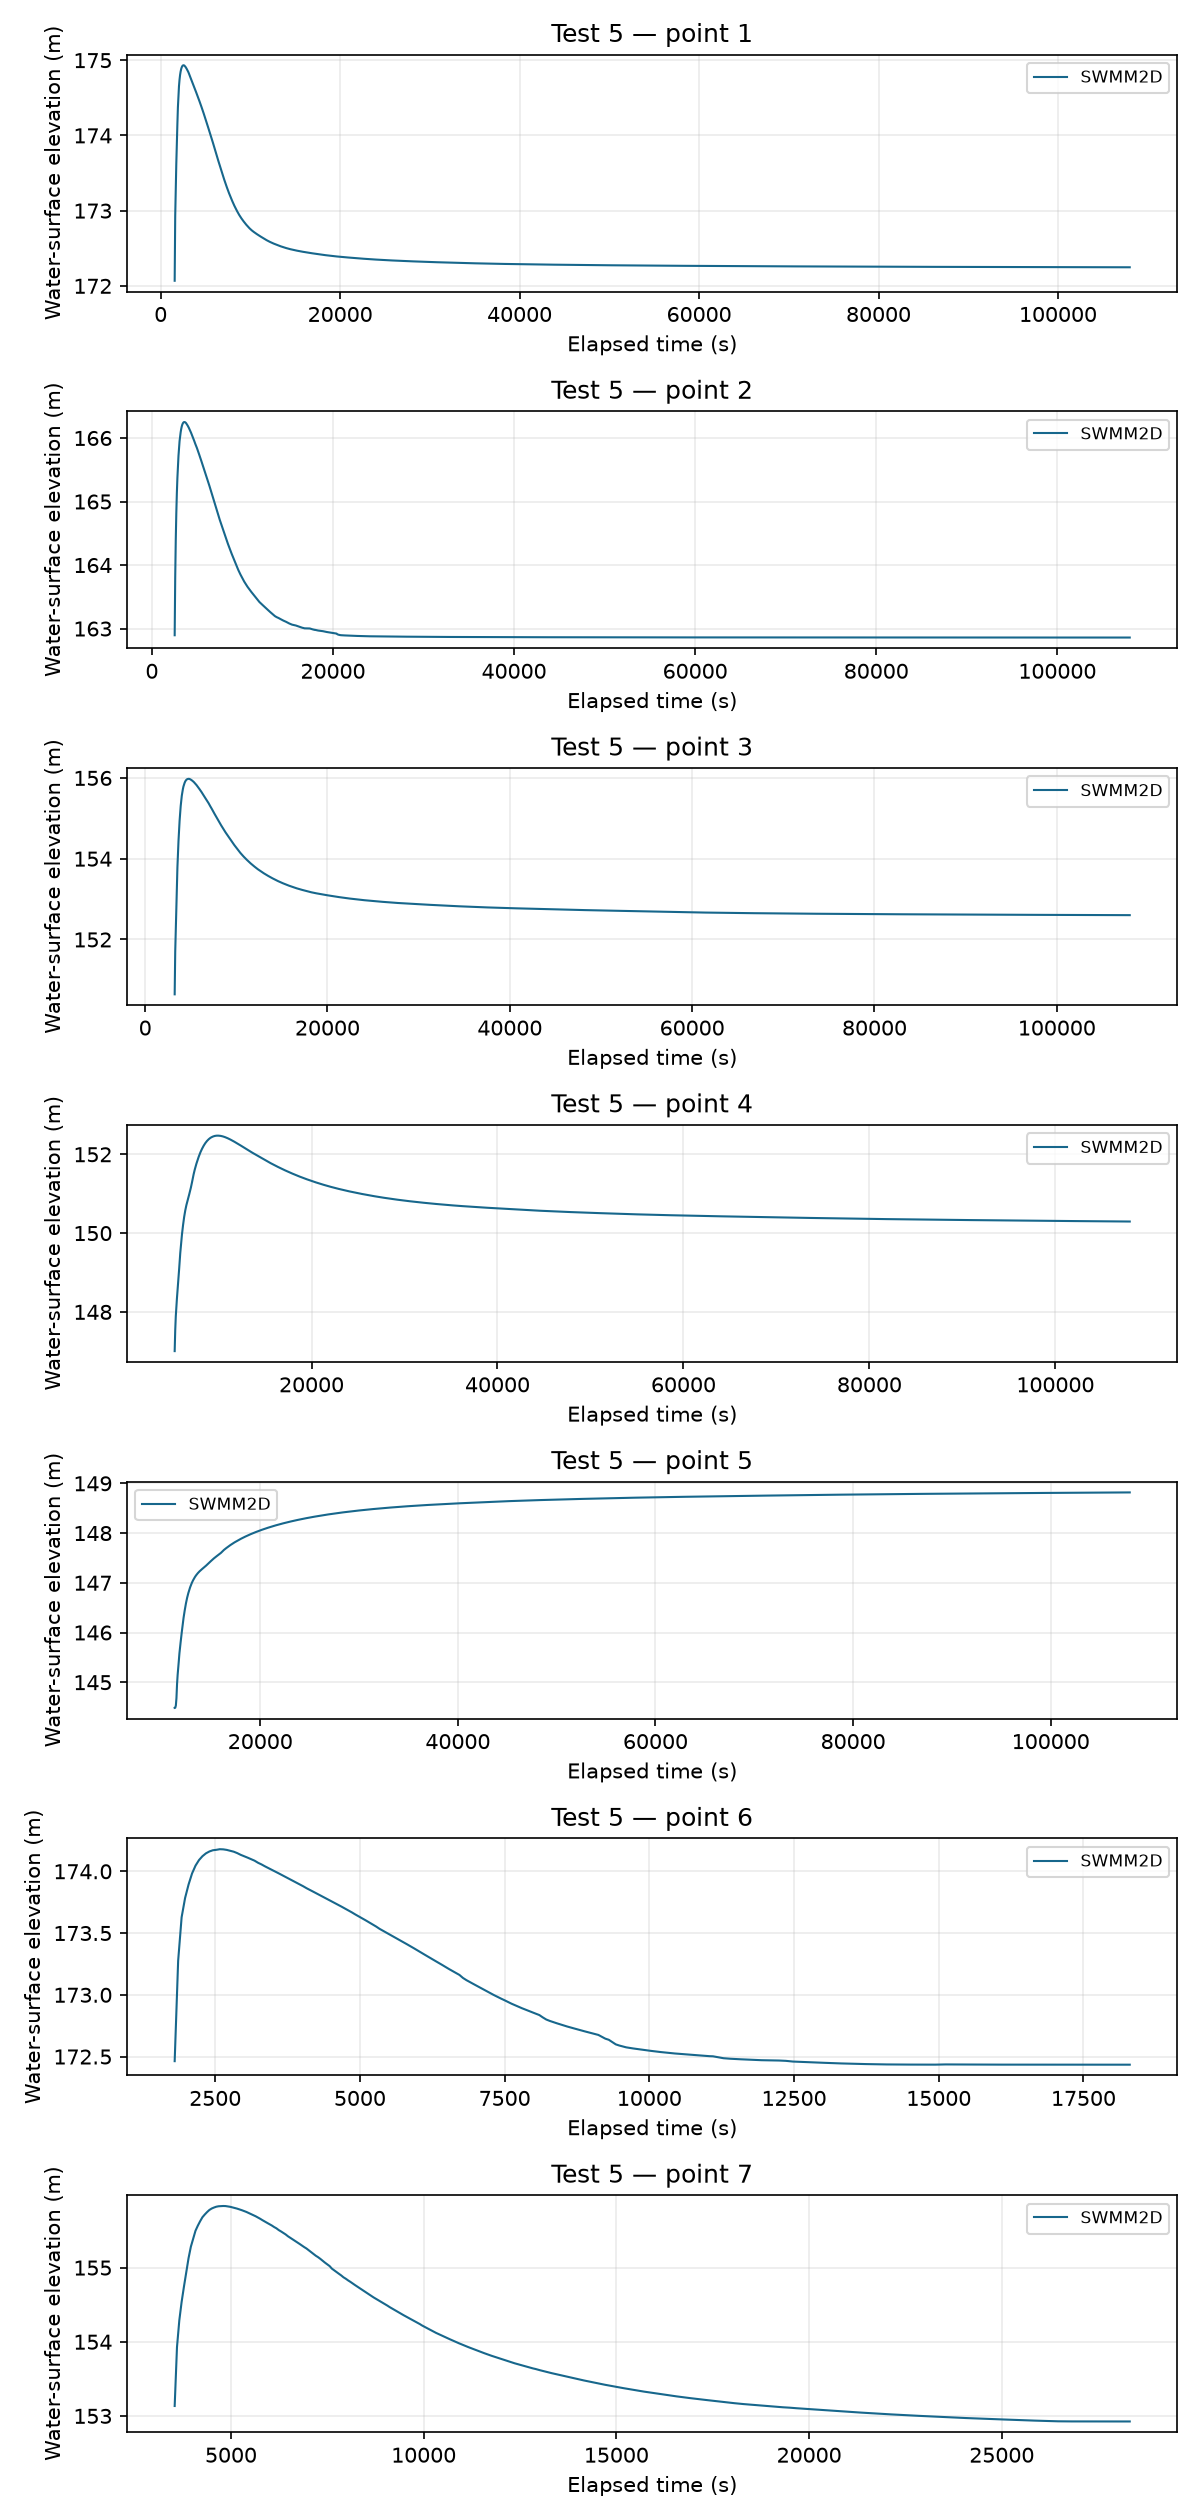 Test 5 — point 1
Water-surface elevation (m)
175
174
173
172
SWMM2D
0 20000 40000 60000 80000 100000
Elapsed time (s)
Test 5 — point 2
Water-surface elevation (m)
166
165
164
163
SWMM2D
0 20000 40000 60000 80000 100000
Elapsed time (s)
Test 5 — point 3
Water-surface elevation (m)
156
154
152
SWMM2D
0 20000 40000 60000 80000 100000
Elapsed time (s)
Test 5 — point 4
Water-surface elevation (m)
152
150
148
SWMM2D
20000 40000 60000 80000 100000
Elapsed time (s)
Test 5 — point 5
Water-surface elevation (m)
149
148
147
146
145
SWMM2D
20000 40000 60000 80000 100000
Elapsed time (s)
Test 5 — point 6
Water-surface elevation (m)
174.0
173.5
173.0
172.5
SWMM2D
2500 5000 7500 10000 12500 15000 17500
Elapsed time (s)
Test 5 — point 7
Water-surface elevation (m)
155
154
153
SWMM2D
5000 10000 15000 20000 25000
Elapsed time (s)